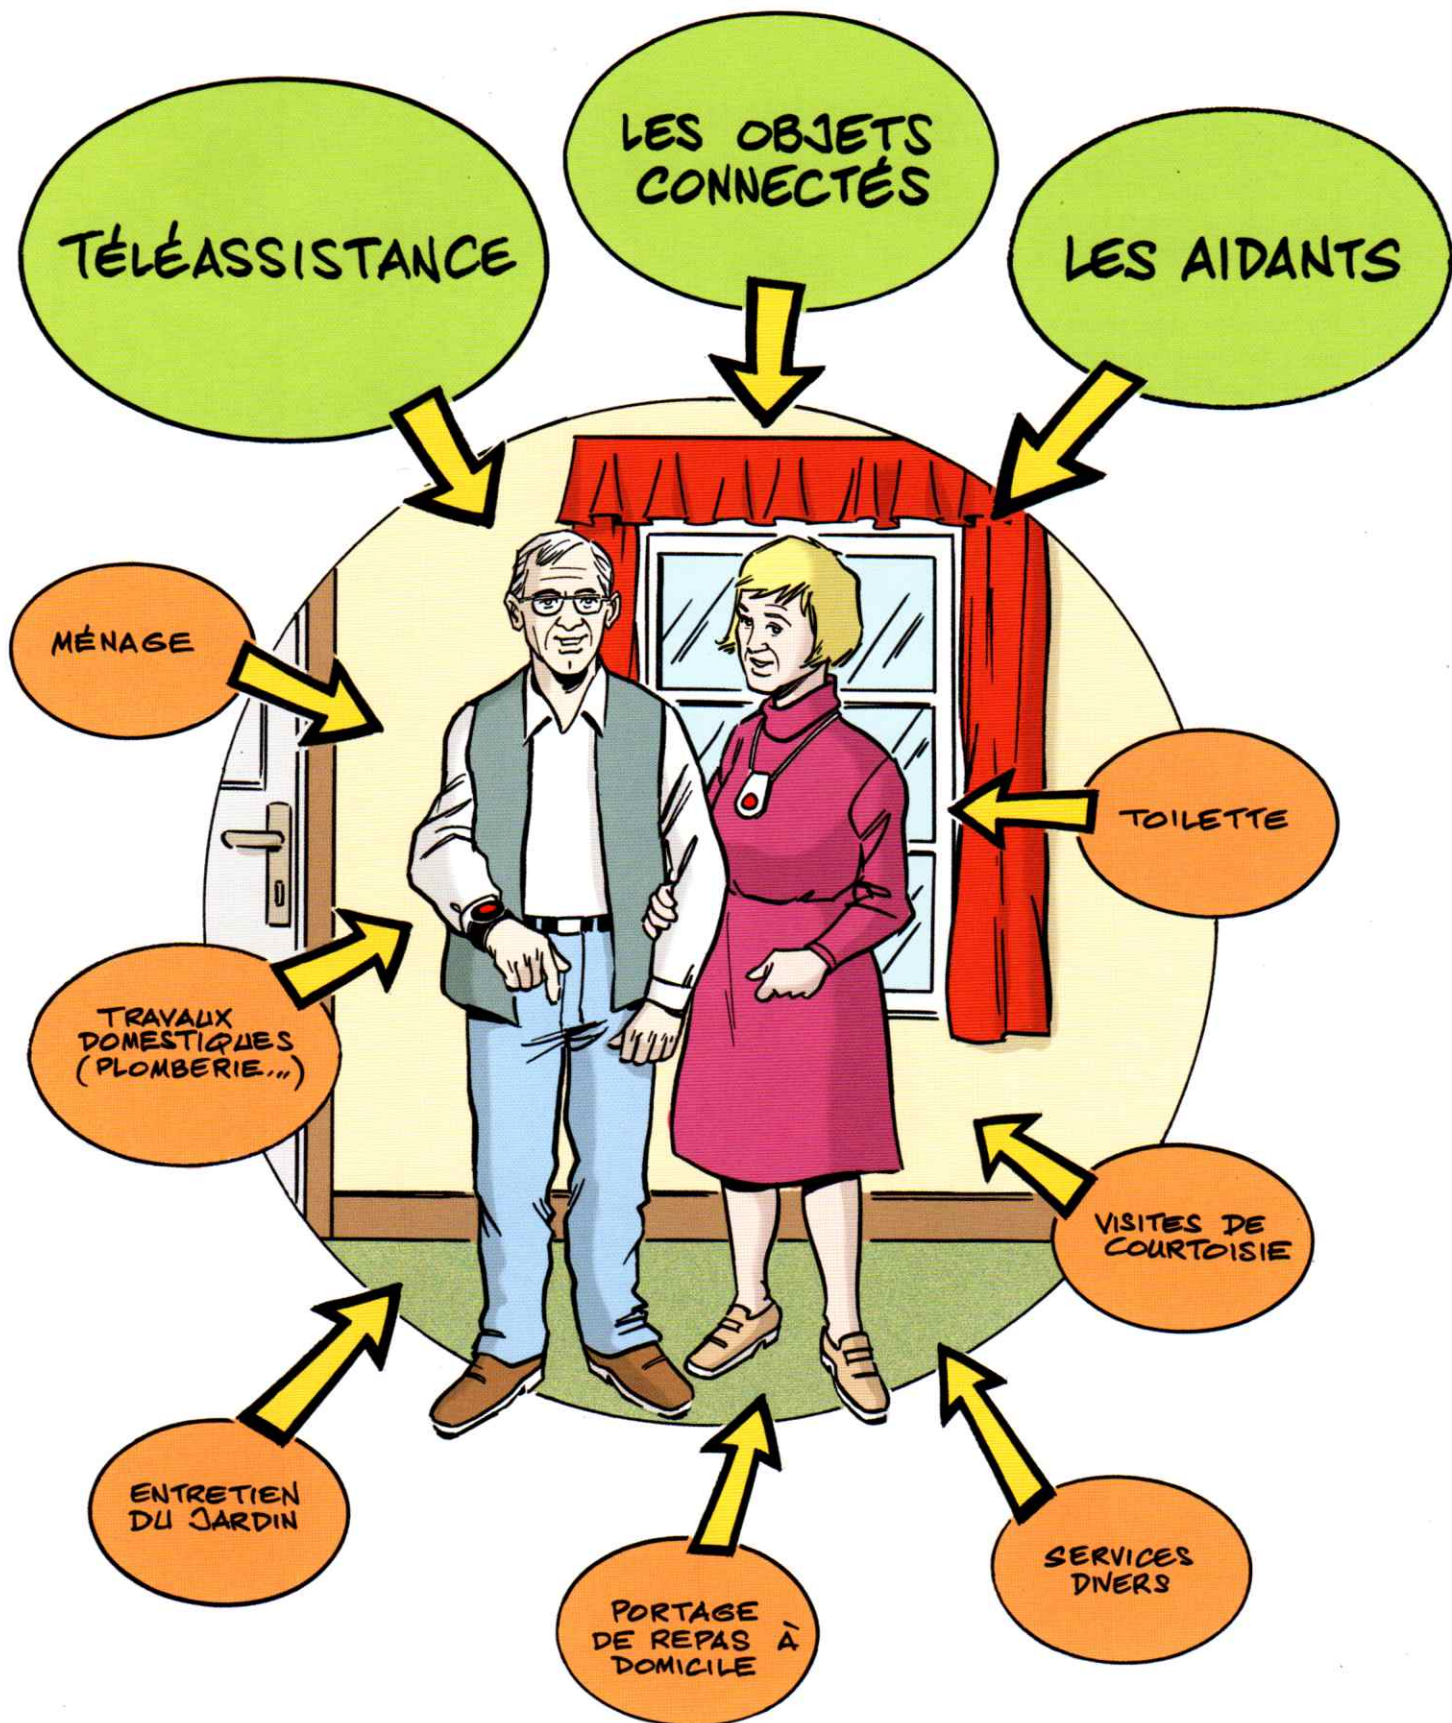 TÉLÉASSISTANCE
LES OBJETS
CONNECTÉS
LES AIDANTS
MÉNAGE
TOILETTE
TRAVAUX
DOMESTIQUES
(PLOMBERIE...)
VISITES DE
COURTOISIE
ENTRETIEN
DU JARDIN
PORTAGE
DE REPAS À
DOMICILE
SERVICES
DIVERS